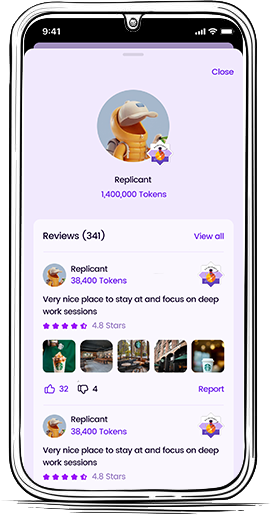 9:41
Close
Replicant
1,400,000 Tokens
Reviews (341)
View all
Replicant
38,400 Tokens
Very nice place to stay at and focus on deep
work sessions
4.8 Stars
32
4
Report
Replicant
38,400 Tokens
Very nice place to stay at and focus on deep
work sessions
4.8 Stars